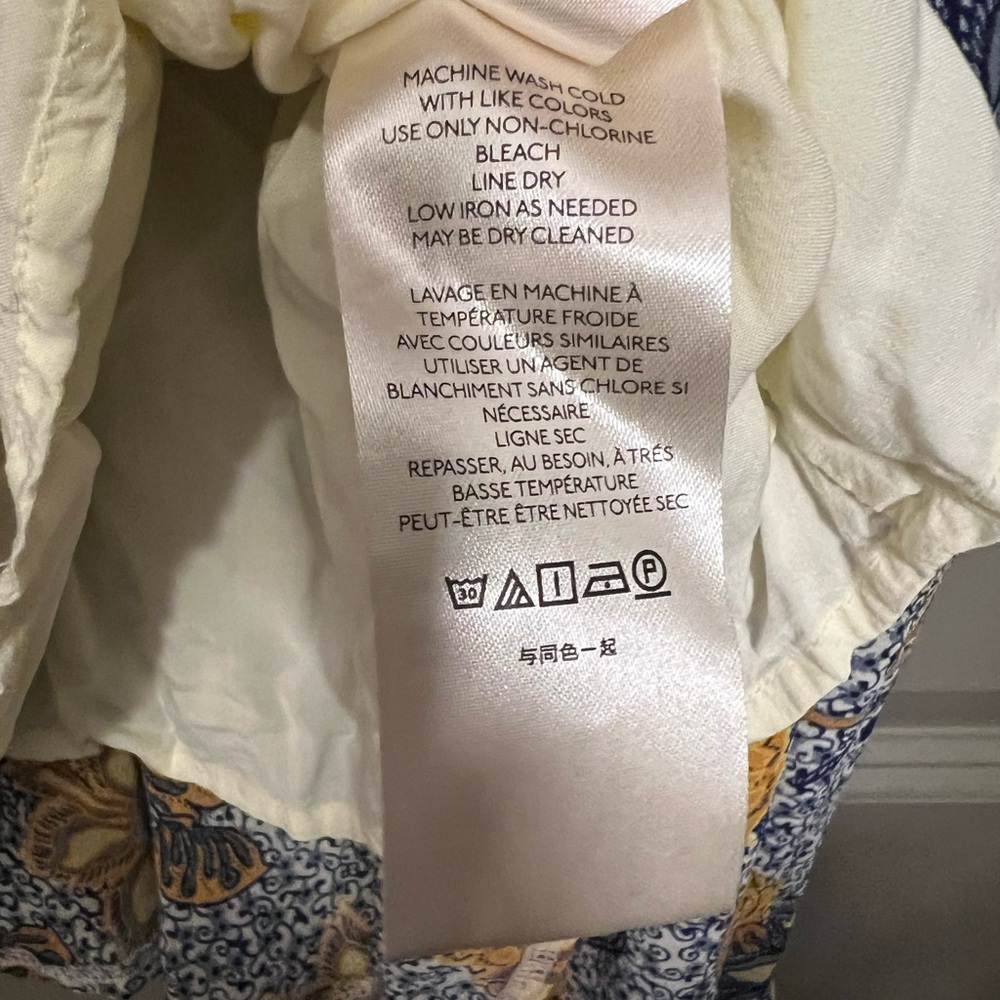 MACHINE WASH COLD
WITH LIKE COLORS
USE ONLY NON-CHLORINE
BLEACH
LINE DRY
LOW IRON AS NEEDED
MAY BE DRY CLEANED
LAVAGE EN MACHINE À
TEMPÉRATURE FROIDE
AVEC COULEURS SIMILAIRES
UTILISER UN AGENT DE
BLANCHIMENT SANS CHLORE SI
NÉCESSAIRE
LIGNE SEC
REPASSER, AU BESOIN, À TRÉS
BASSE TEMPÉRATURE
PEUT-ÊTRE ÊTRE NETTOYÉE SEC
30 P
与同色一起